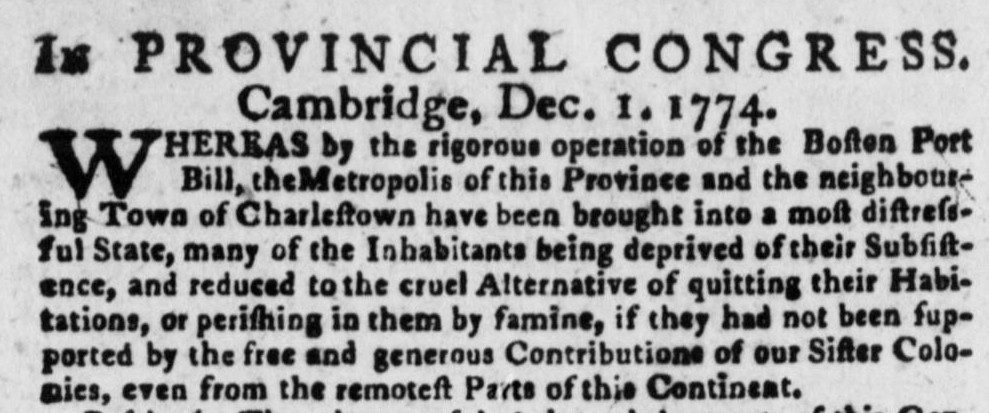 In PROVINCIAL CONGRESS.
Cambridge, Dec. 1. 1774.
WHEREAS by the rigorous operation of the Boſton Port
Bill, the Metropolis of this Province and the neighbour-
ing Town of Charleſtown have been brought into a moſt diſtreſſ-
ful State, many of the Inhabitants being deprived of their Subſiſt-
ence, and reduced to the cruel Alternative of quitting their Habi-
tations, or periſhing in them by famine, if they had not been ſup-
ported by the free and generous Contributions of our Siſter Colo-
nies, even from the remoteſt Parts of this Continent.